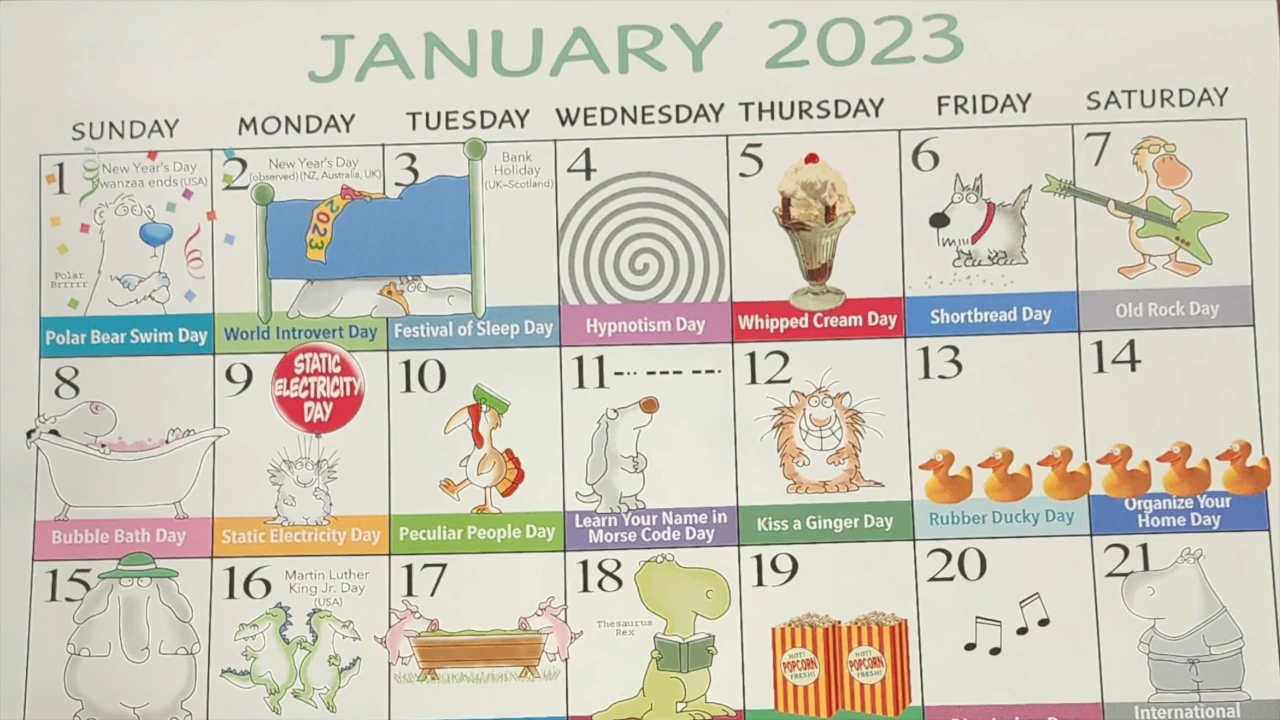 JANUARY 2023
SUNDAY MONDAY TUESDAY WEDNESDAY THURSDAY FRIDAY SATURDAY
1
New Year's Day
Kwanzaa ends (USA)
Polar
Brrrrr
Polar Bear Swim Day
2
New Year's Day
(observed) (NZ, Australia, UK)
2023
World Introvert Day
3
Bank
Holiday
(UK–Scotland)
Festival of Sleep Day
4
Hypnotism Day
5
Whipped Cream Day
6
Shortbread Day
7
Old Rock Day
8
Bubble Bath Day
9
STATIC
ELECTRICITY
DAY
Static Electricity Day
10
Peculiar People Day
11
Learn Your Name in
Morse Code Day
12
Kiss a Ginger Day
13
Rubber Ducky Day
14
Organize Your
Home Day
15
16
Martin Luther
King Jr. Day
(USA)
17
18
Thesaurus
Rex
19
HOT!
POPCORN
FRESH!
HOT!
POPCORN
FRESH!
20
21
International